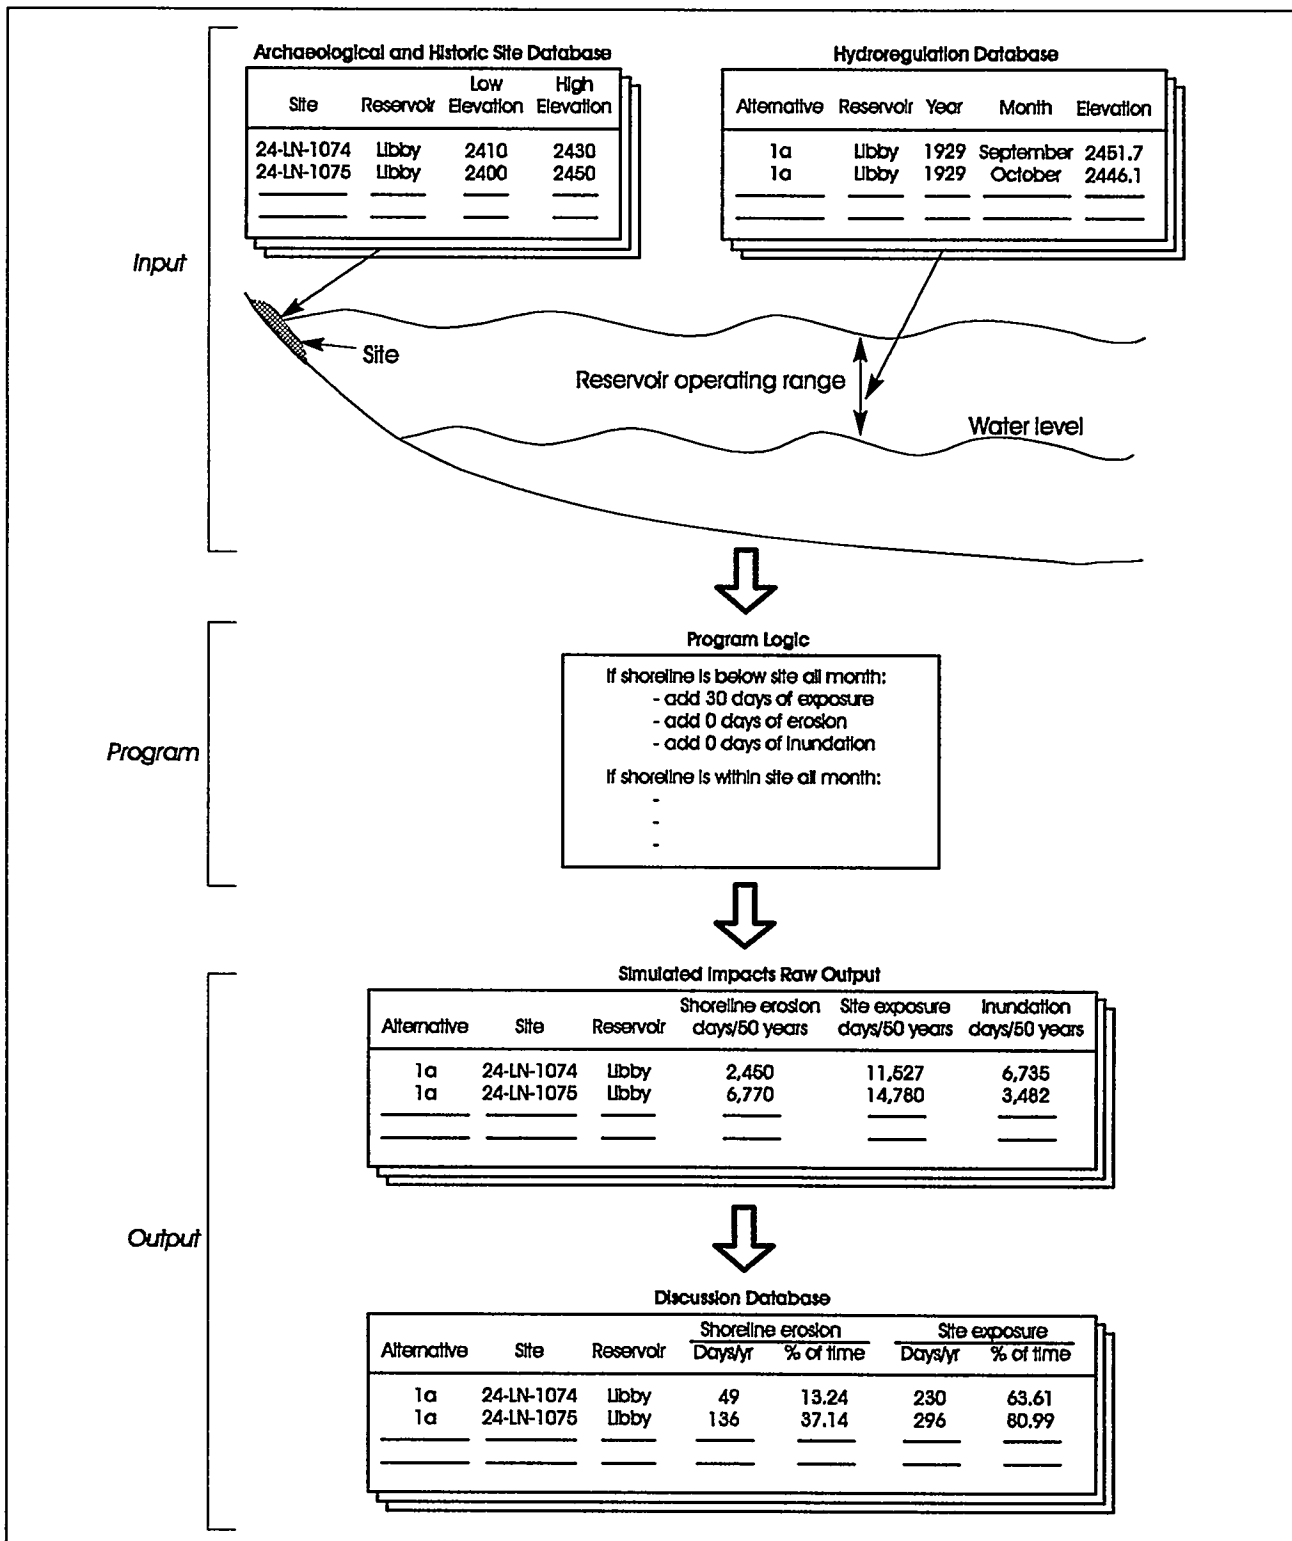 Archaeological and Historic Site Database
Site Reservoir Low Elevation High Elevation
24-LN-1074 Libby 2410 2430
24-LN-1075 Libby 2400 2450
Hydroregulation Database
Alternative Reservoir Year Month Elevation
1a Libby 1929 September 2451.7
1a Libby 1929 October 2446.1
Input
Site
Reservoir operating range
Water level
Program Logic
If shoreline is below site all month:
- add 30 days of exposure
- add 0 days of erosion
- add 0 days of inundation
If shoreline is within site all month:
-
-
-
Program
Simulated Impacts Raw Output
Alternative Site Reservoir Shoreline erosion days/50 years Site exposure days/50 years Inundation days/50 years
1a 24-LN-1074 Libby 2,450 11,527 6,735
1a 24-LN-1075 Libby 6,770 14,780 3,482
Output
Discussion Database
Shoreline erosion Site exposure
Alternative Site Reservoir Days/yr % of time Days/yr % of time
1a 24-LN-1074 Libby 49 13.24 230 63.61
1a 24-LN-1075 Libby 136 37.14 296 80.99